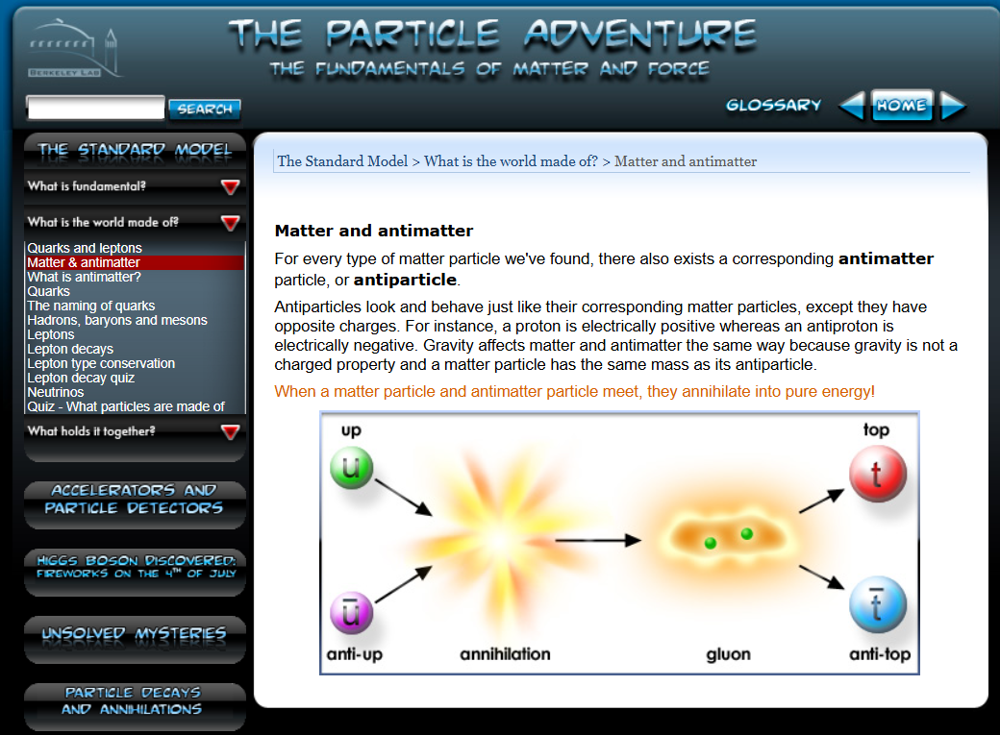 THE PARTICLE ADVENTURE
THE FUNDAMENTALS OF MATTER AND FORCE
BERKELEY LAB
SEARCH
GLOSSARY
HOME
THE STANDARD MODEL
What is fundamental?
What is the world made of?
Quarks and leptons
Matter & antimatter
What is antimatter?
Quarks
The naming of quarks
Hadrons, baryons and mesons
Leptons
Lepton decays
Lepton type conservation
Lepton decay quiz
Neutrinos
Quiz - What particles are made of
What holds it together?
ACCELERATORS AND
PARTICLE DETECTORS
HIGGS BOSON DISCOVERED:
FIREWORKS ON THE 4TH OF JULY
UNSOLVED MYSTERIES
PARTICLE DECAYS
AND ANNIHILATIONS
The Standard Model > What is the world made of? > Matter and antimatter
Matter and antimatter
For every type of matter particle we've found, there also exists a corresponding antimatter
particle, or antiparticle.
Antiparticles look and behave just like their corresponding matter particles, except they have
opposite charges. For instance, a proton is electrically positive whereas an antiproton is
electrically negative. Gravity affects matter and antimatter the same way because gravity is not a
charged property and a matter particle has the same mass as its antiparticle.
When a matter particle and antimatter particle meet, they annihilate into pure energy!
up
top
u
t
u̅
t̅
anti-up
annihilation
gluon
anti-top